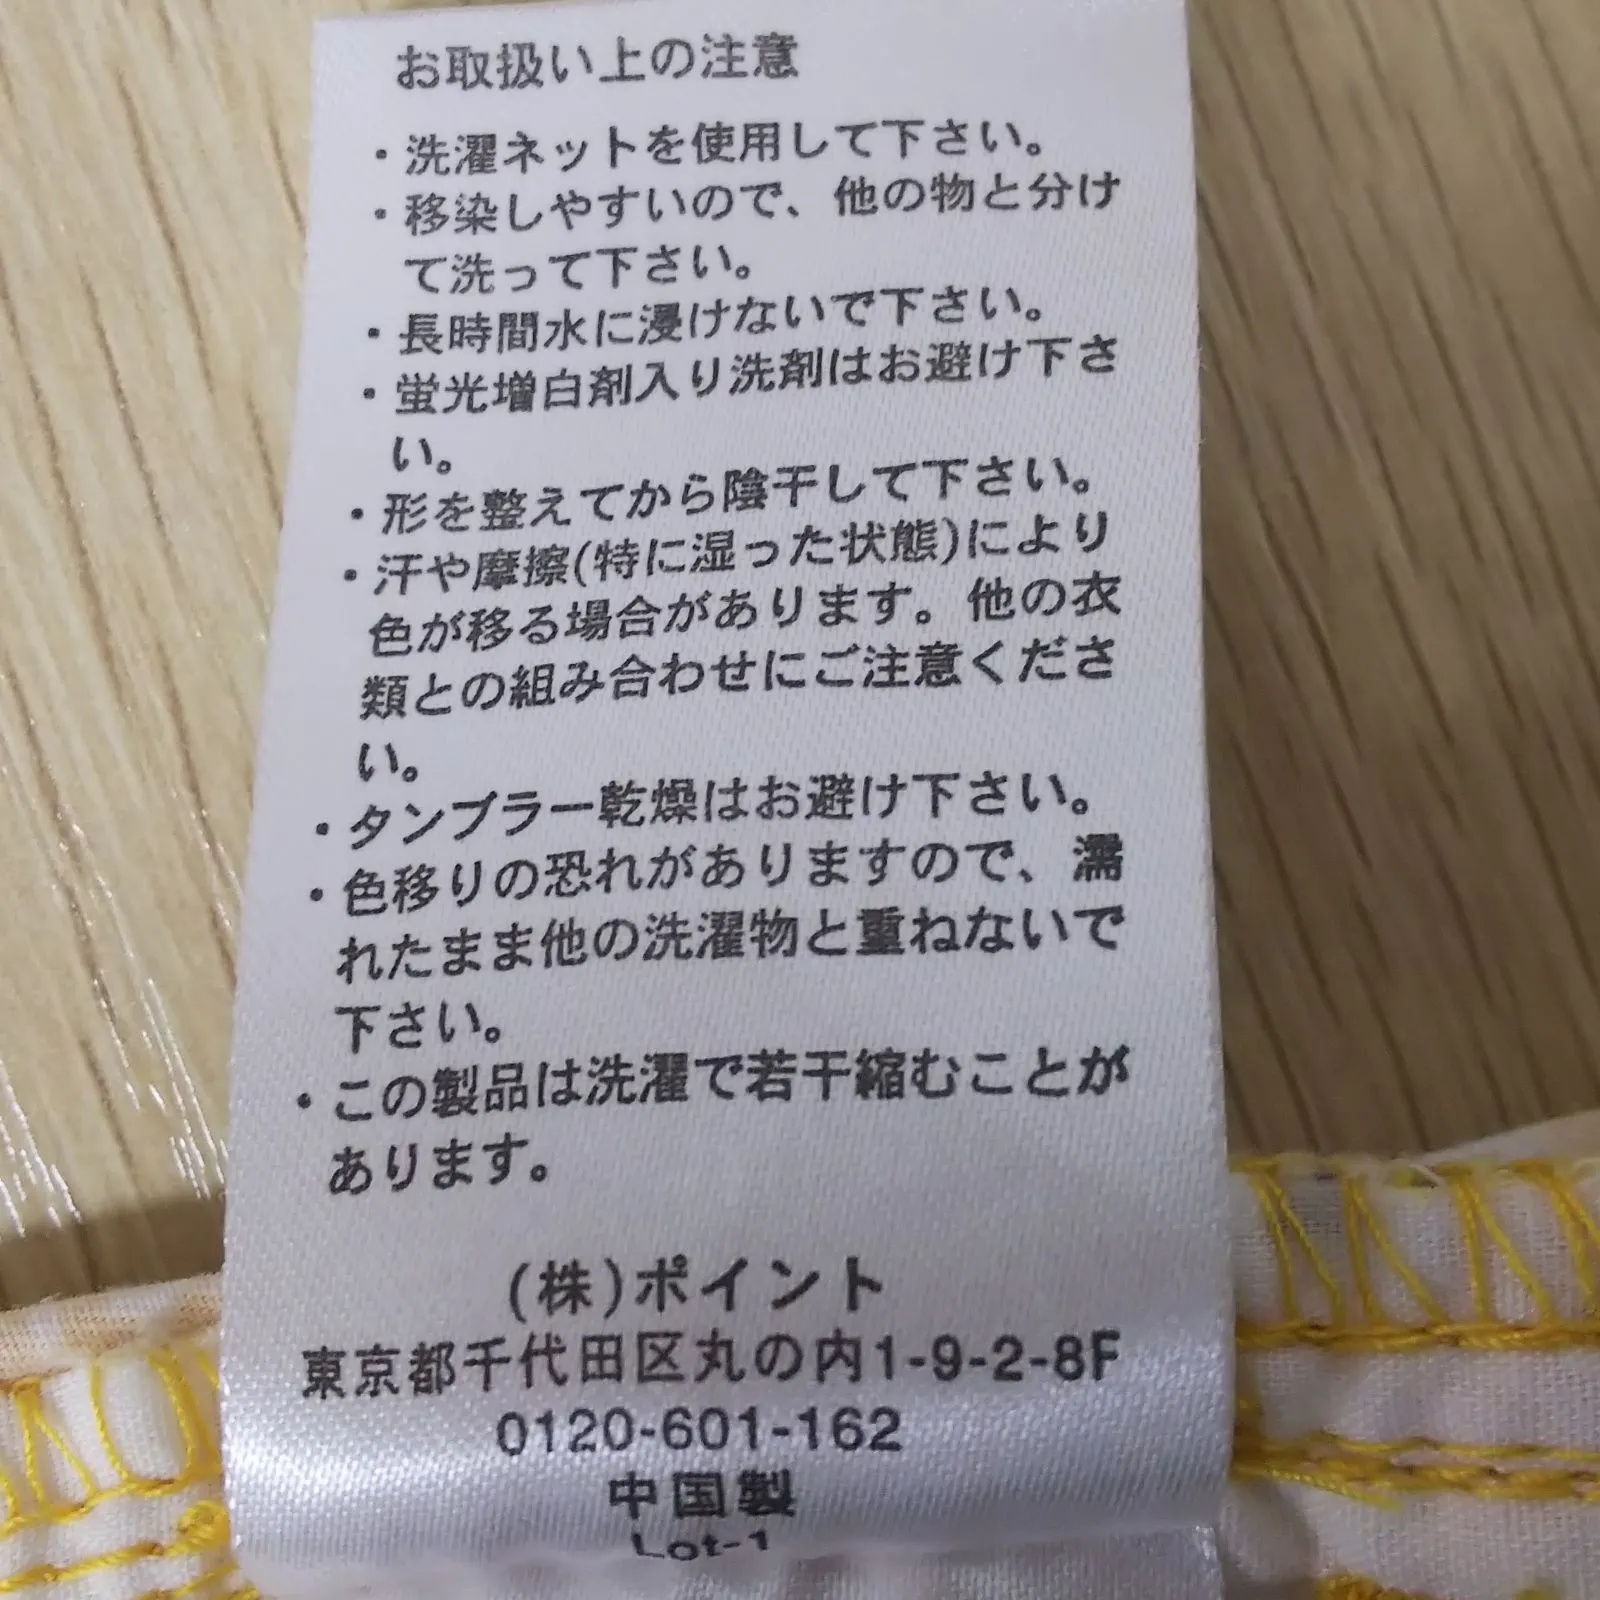 お取扱い上の注意
・洗濯ネットを使用して下さい。
・移染しやすいので、他の物と分け
て洗って下さい。
・長時間水に浸けないで下さい。
・蛍光増白剤入り洗剤はお避け下さ
い。
・形を整えてから陰干して下さい。
・汗や摩擦(特に湿った状態)により
色が移る場合があります。他の衣
類との組み合わせにご注意くださ
い。
・タンブラー乾燥はお避け下さい。
・色移りの恐れがありますので、濡
れたまま他の洗濯物と重ねないで
下さい。
・この製品は洗濯で若干縮むことが
あります。
(株)ポイント
東京都千代田区丸の内1-9-2-8F
0120-601-162
中国製
Lot-1